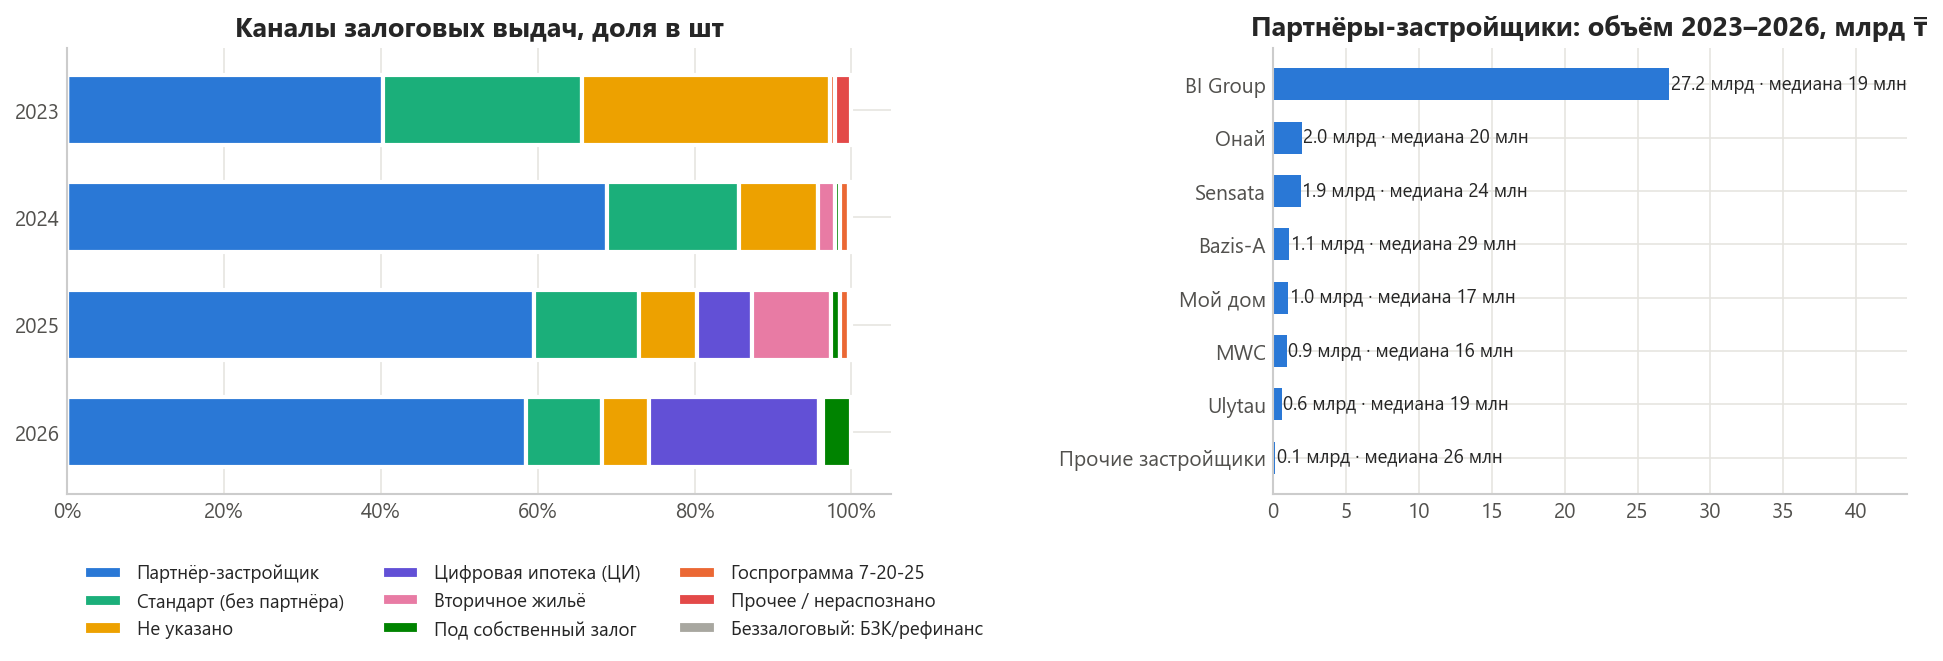 Каналы залоговых выдач, доля в шт
2023
2024
2025
2026
0% 20% 40% 60% 80% 100%
Партнёр-застройщик
Стандарт (без партнёра)
Не указано
Цифровая ипотека (ЦИ)
Вторичное жильё
Под собственный залог
Госпрограмма 7-20-25
Прочее / нераспознано
Беззалоговый: БЗК/рефинанс
Партнёры-застройщики: объём 2023–2026, млрд ₸
BI Group 27.2 млрд · медиана 19 млн
Онай 2.0 млрд · медиана 20 млн
Sensata 1.9 млрд · медиана 24 млн
Bazis-A 1.1 млрд · медиана 29 млн
Мой дом 1.0 млрд · медиана 17 млн
MWC 0.9 млрд · медиана 16 млн
Ulytau 0.6 млрд · медиана 19 млн
Прочие застройщики 0.1 млрд · медиана 26 млн
0 5 10 15 20 25 30 35 40